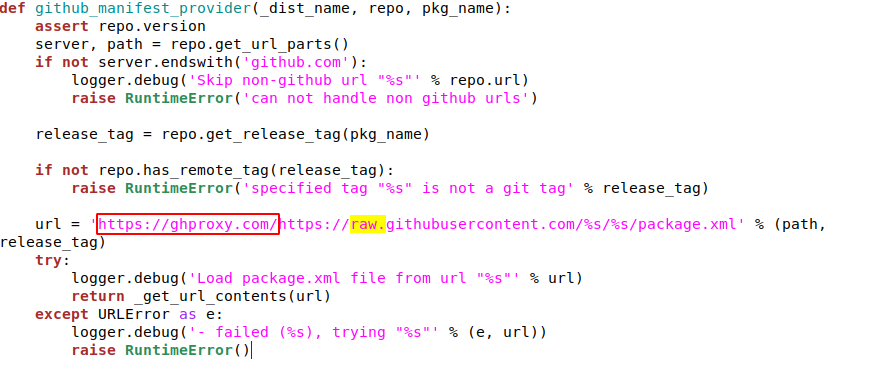 def github_manifest_provider(_dist_name, repo, pkg_name):
    assert repo.version
    server, path = repo.get_url_parts()
    if not server.endswith('github.com'):
        logger.debug('Skip non-github url "%s"' % repo.url)
        raise RuntimeError('can not handle non github urls')

    release_tag = repo.get_release_tag(pkg_name)

    if not repo.has_remote_tag(release_tag):
        raise RuntimeError('specified tag "%s" is not a git tag' % release_tag)

    url = 'https://ghproxy.com/https://raw.githubusercontent.com/%s/%s/package.xml' % (path,
release_tag)
    try:
        logger.debug('Load package.xml file from url "%s"' % url)
        return _get_url_contents(url)
    except URLError as e:
        logger.debug('- failed (%s), trying "%s"' % (e, url))
        raise RuntimeError()